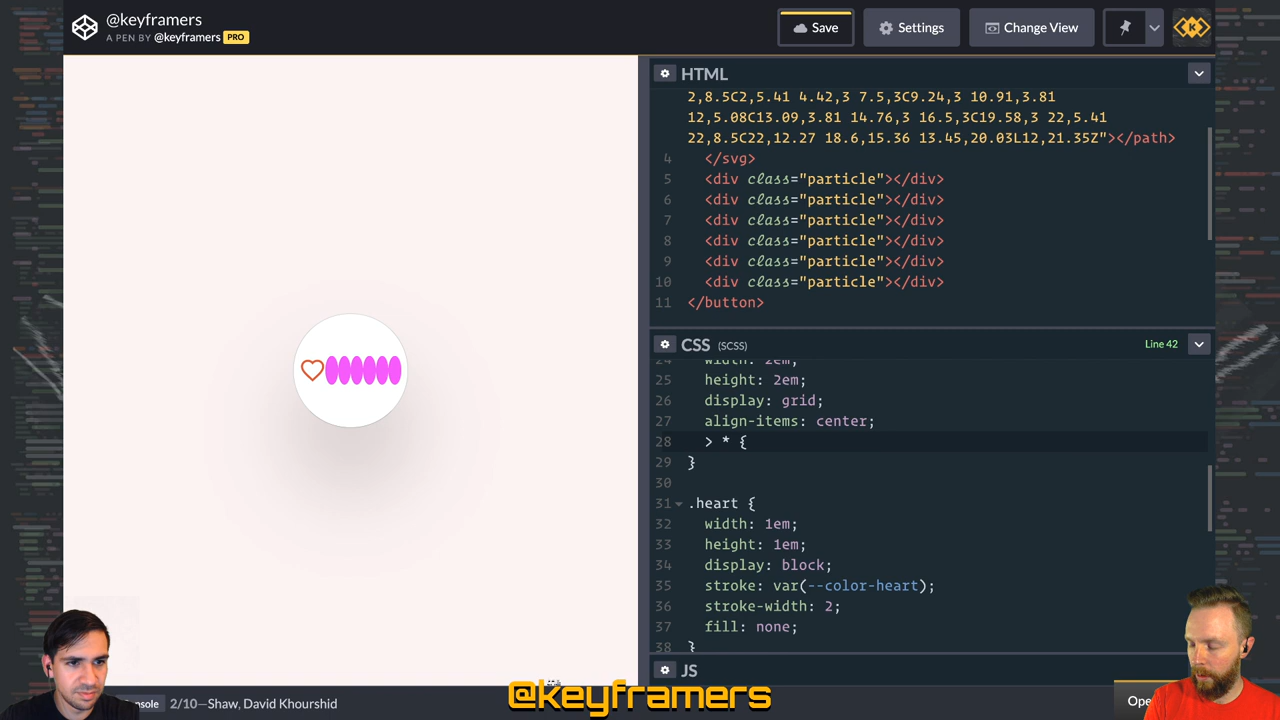 @keyframers
A PEN BY @keyframers PRO
Save
Settings
Change View
K
HTML
2,8.5C2,5.41 4.42,3 7.5,3C9.24,3 10.91,3.81
12,5.08C13.09,3.81 14.76,3 16.5,3C19.58,3 22,5.41
22,8.5C22,12.27 18.6,15.36 13.45,20.03L12,21.35Z"></path>
4 </svg>
5 <div class="particle"></div>
6 <div class="particle"></div>
7 <div class="particle"></div>
8 <div class="particle"></div>
9 <div class="particle"></div>
10 <div class="particle"></div>
11 </button>
CSS (SCSS)
Line 42
24 width: 2em;
25 height: 2em;
26 display: grid;
27 align-items: center;
28 > * {
29 }
30
31 .heart {
32 width: 1em;
33 height: 1em;
34 display: block;
35 stroke: var(--color-heart);
36 stroke-width: 2;
37 fill: none;
38 }
JS
2/10—Shaw, David Khourshid
@keyframers